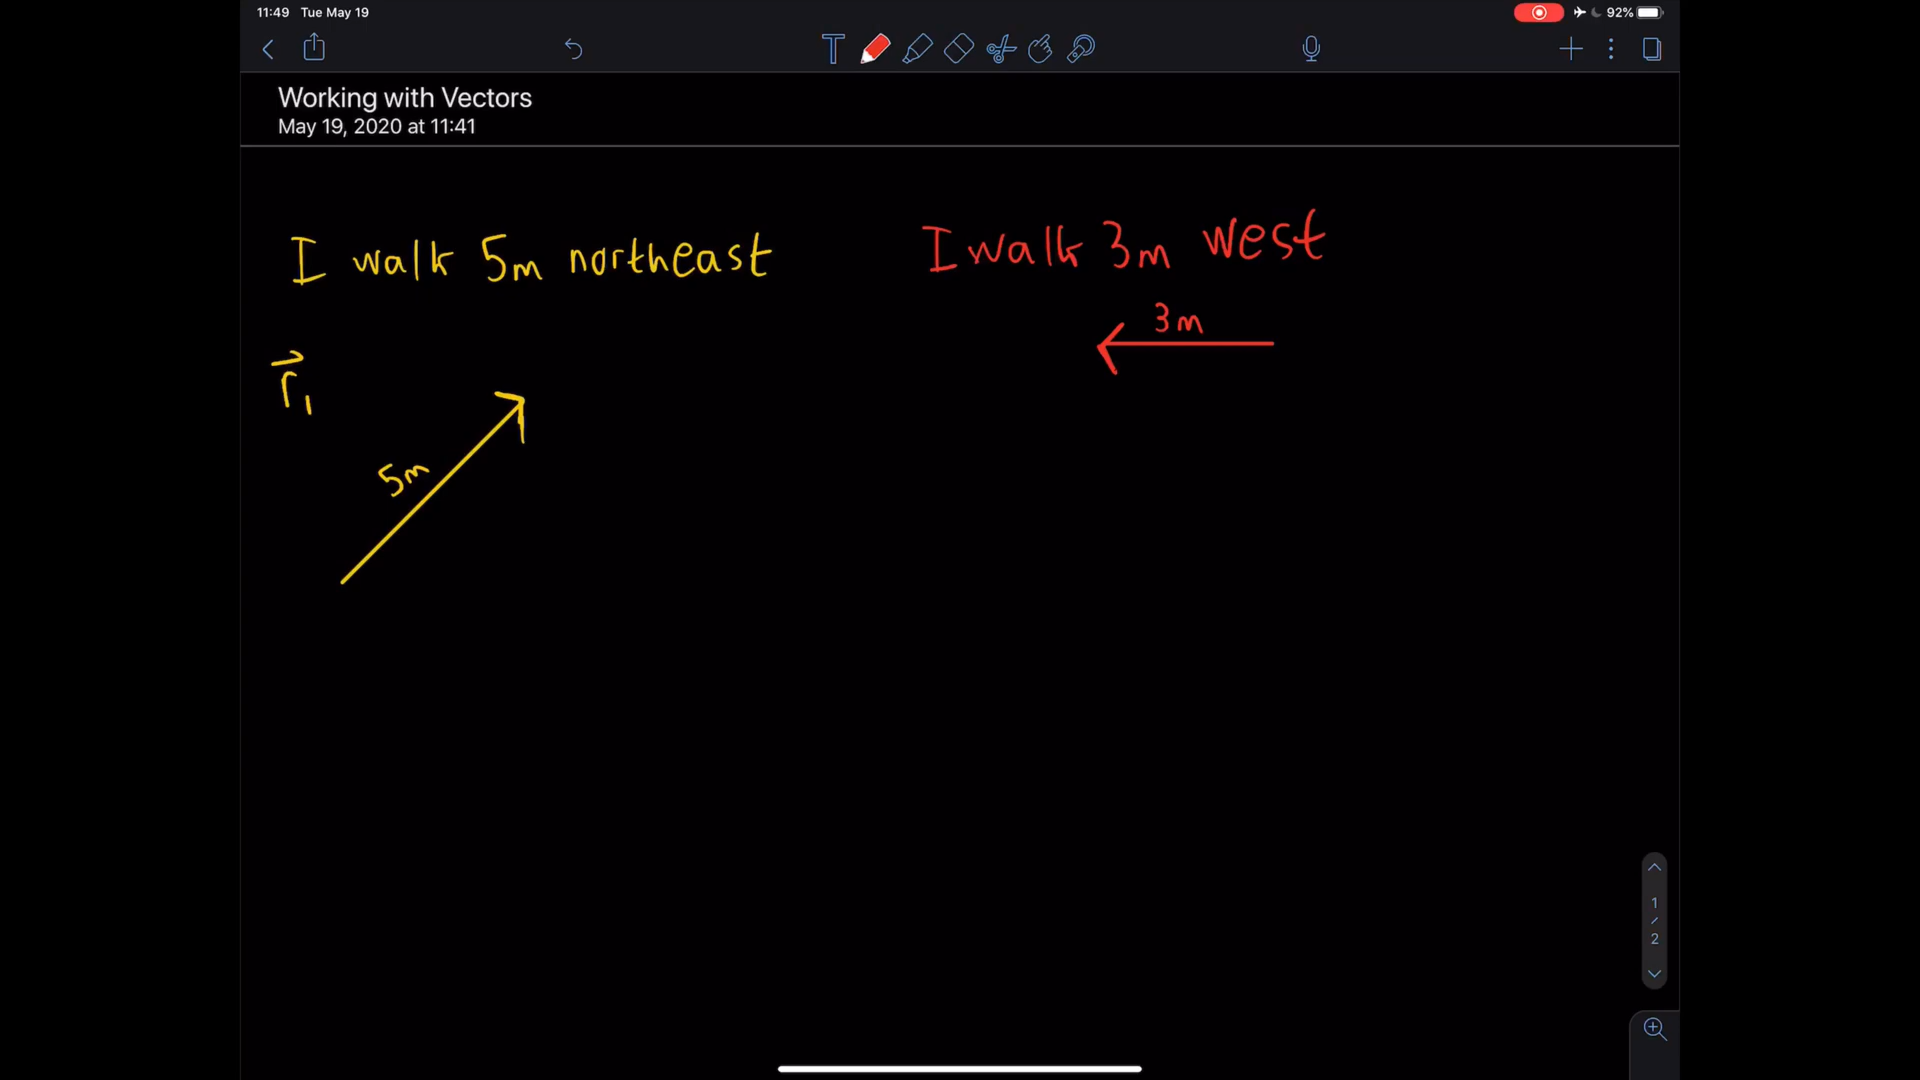 11:49 Tue May 19
92%
T
Working with Vectors
May 19, 2020 at 11:41
I walk 5m northeast
I walk 3m west
3m
r⃗₁
5m
1
/
2